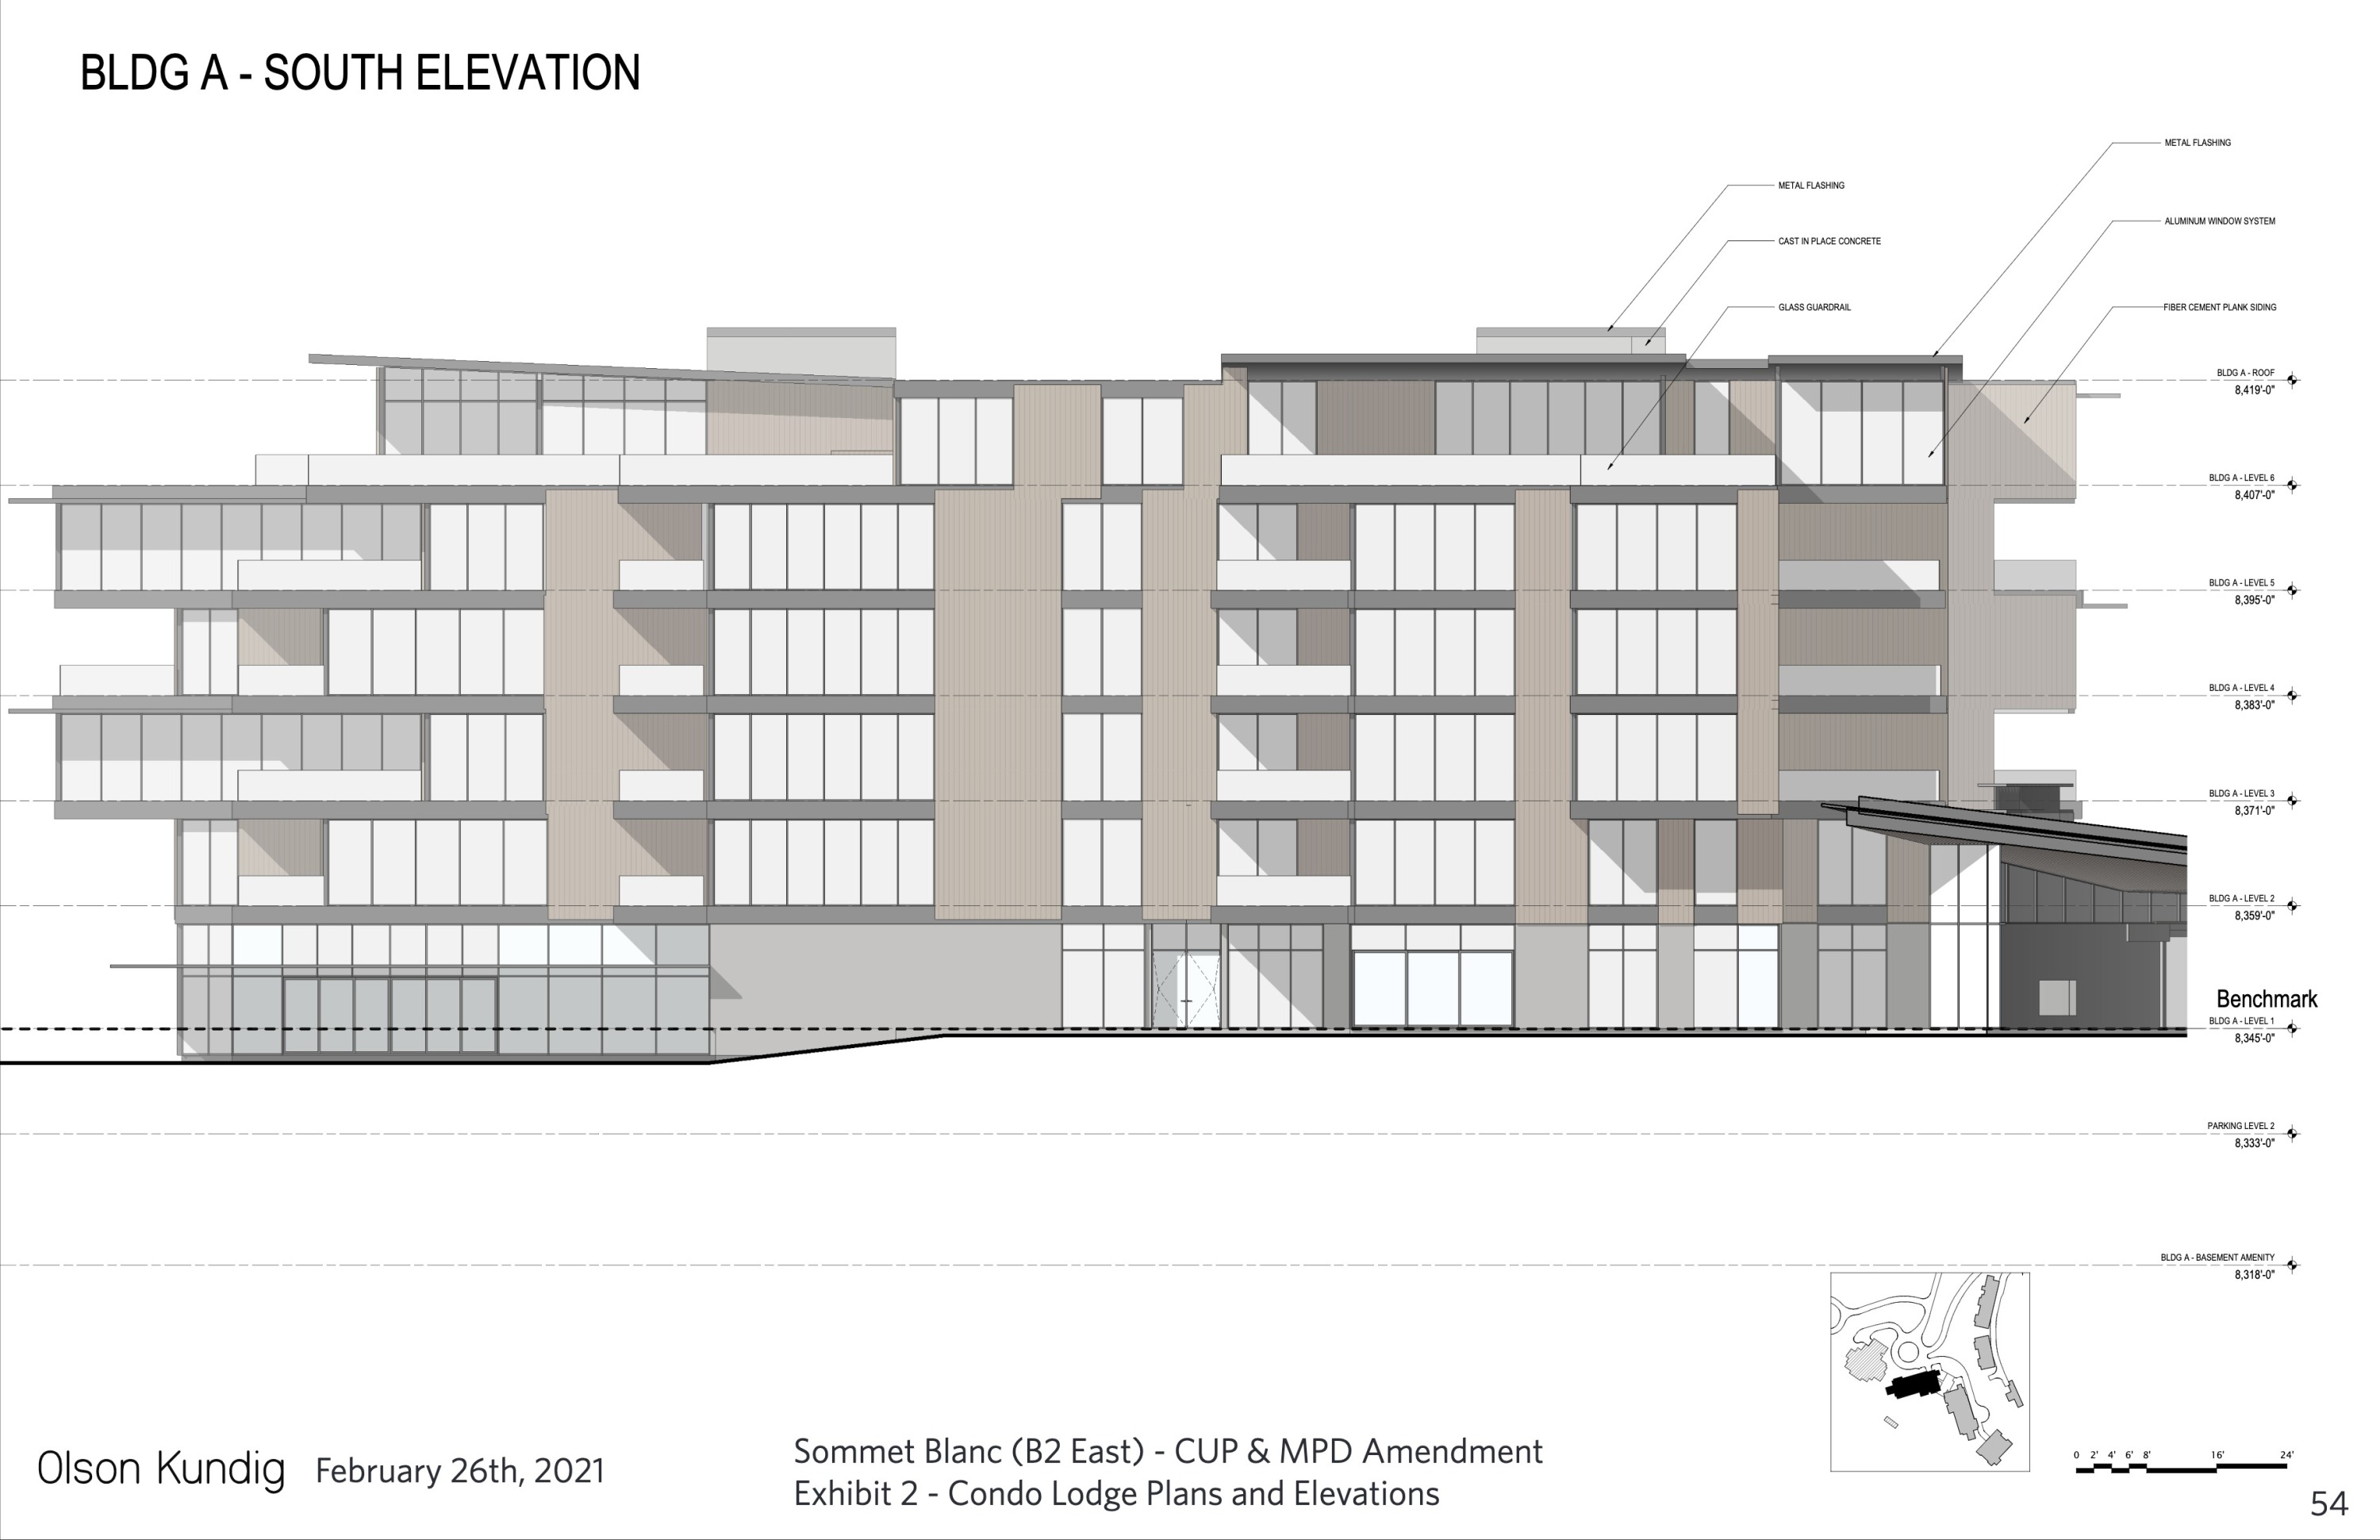 BLDG A - SOUTH ELEVATION
METAL FLASHING
METAL FLASHING
ALUMINUM WINDOW SYSTEM
CAST IN PLACE CONCRETE
GLASS GUARDRAIL
FIBER CEMENT PLANK SIDING
BLDG A - ROOF
8,419'-0"
BLDG A - LEVEL 6
8,407'-0"
BLDG A - LEVEL 5
8,395'-0"
BLDG A - LEVEL 4
8,383'-0"
BLDG A - LEVEL 3
8,371'-0"
BLDG A - LEVEL 2
8,359'-0"
Benchmark
BLDG A - LEVEL 1
8,345'-0"
PARKING LEVEL 2
8,333'-0"
BLDG A - BASEMENT AMENITY
8,318'-0"
0 2' 4' 6' 8' 16' 24'
Olson Kundig February 26th, 2021
Sommet Blanc (B2 East) - CUP & MPD Amendment
Exhibit 2 - Condo Lodge Plans and Elevations
54